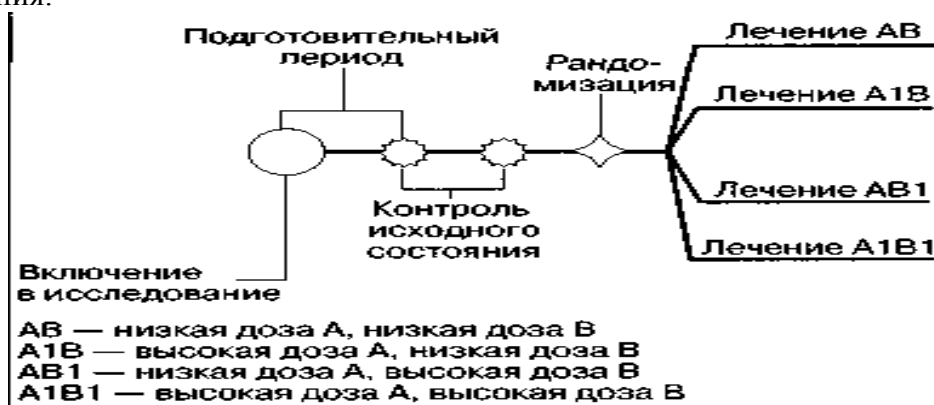 ния.
Подготовительный
период
Рандо-
мизация
Лечение АВ
Лечение А1В
Лечение АВ1
Лечение А1В1
Контроль
исходного
состояния
Включение
в исследование
АВ — низкая доза А, низкая доза В
А1В — высокая доза А, низкая доза В
АВ1 — низкая доза А, высокая доза В
А1В1 — высокая доза А, высокая доза В